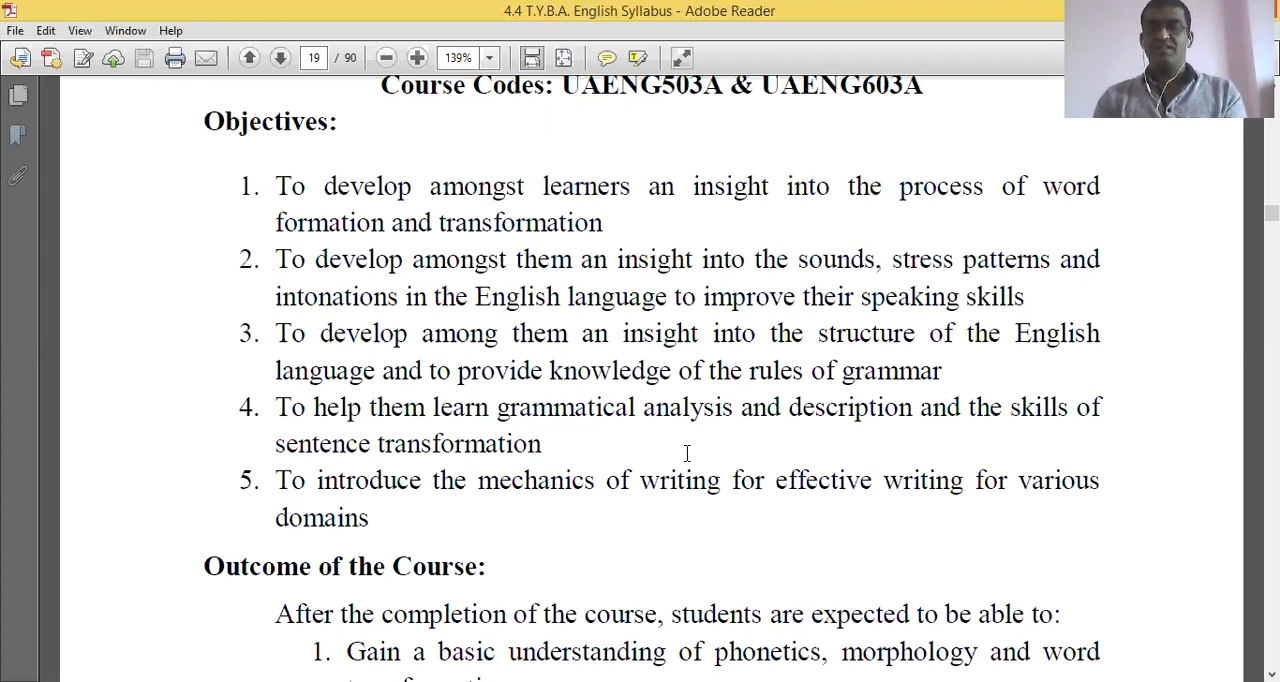 4.4 T.Y.B.A. English Syllabus - Adobe Reader
File Edit View Window Help
19 / 90 139%
Course Codes: UAENG503A & UAENG603A
Objectives:
1. To develop amongst learners an insight into the process of word
formation and transformation
2. To develop amongst them an insight into the sounds, stress patterns and
intonations in the English language to improve their speaking skills
3. To develop among them an insight into the structure of the English
language and to provide knowledge of the rules of grammar
4. To help them learn grammatical analysis and description and the skills of
sentence transformation
5. To introduce the mechanics of writing for effective writing for various
domains
Outcome of the Course:
After the completion of the course, students are expected to be able to:
1. Gain a basic understanding of phonetics, morphology and word